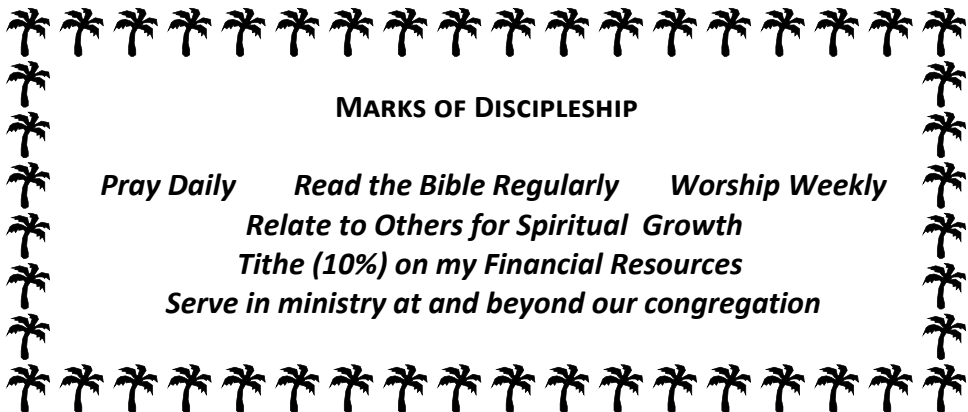 MARKS OF DISCIPLESHIP
Pray Daily Read the Bible Regularly Worship Weekly
Relate to Others for Spiritual Growth
Tithe (10%) on my Financial Resources
Serve in ministry at and beyond our congregation